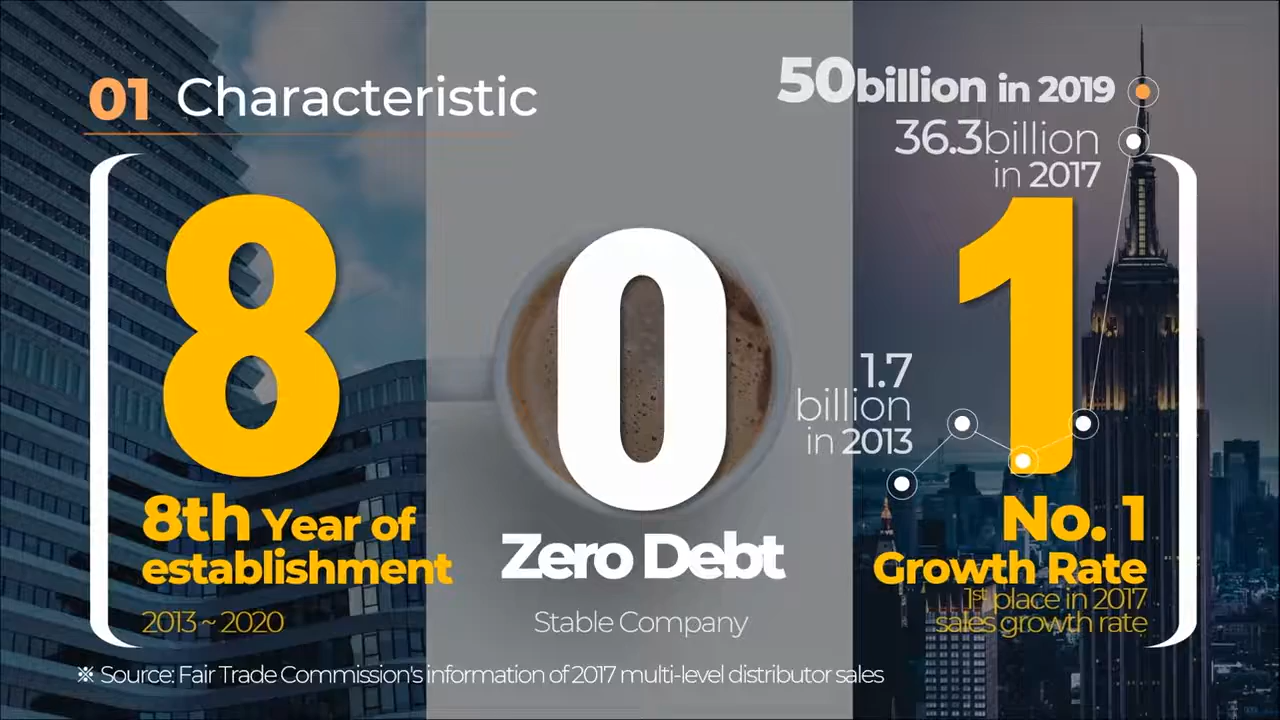 01 Characteristic
50billion in 2019
36.3billion
in 2017
8
0
1
1.7
billion
in 2013
8th Year of
establishment
2013 ~ 2020
Zero Debt
Stable Company
No. 1
Growth Rate
1st place in 2017
sales growth rate
※ Source: Fair Trade Commission's information of 2017 multi-level distributor sales